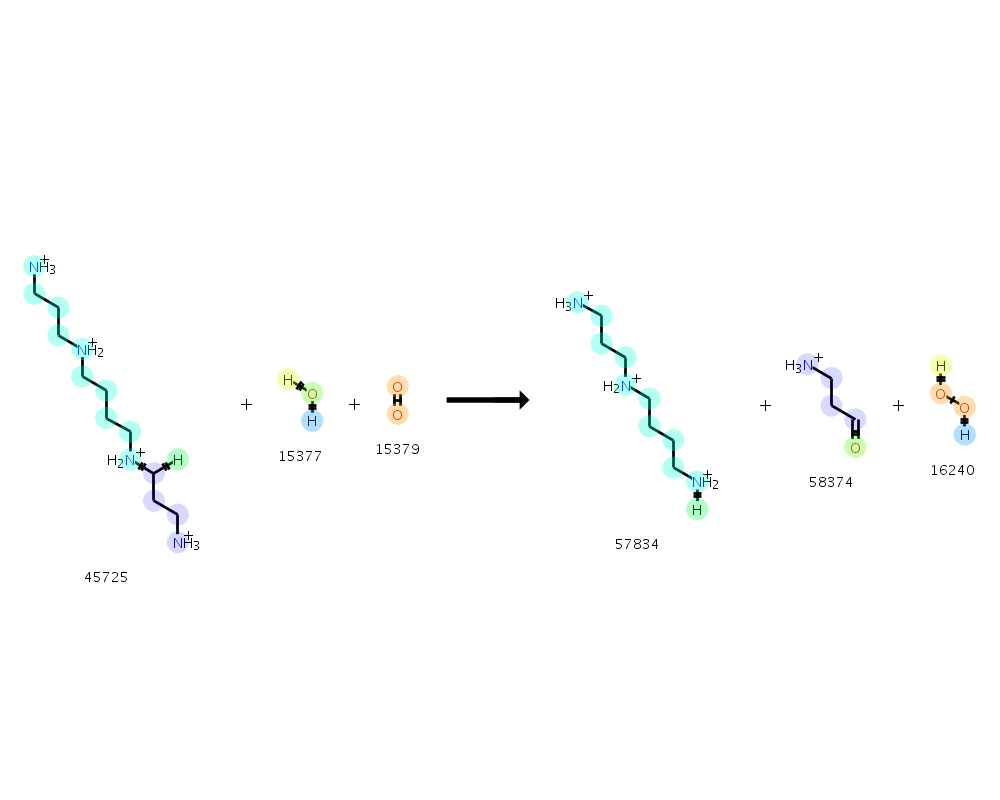 NH3+
NH2+
H2N+
H
NH3+
45725
+
H
O
H
15377
+
O
O
15379
H3N+
H2N+
NH2+
H
57834
+
H3N+
O
58374
+
H
O
O
H
16240